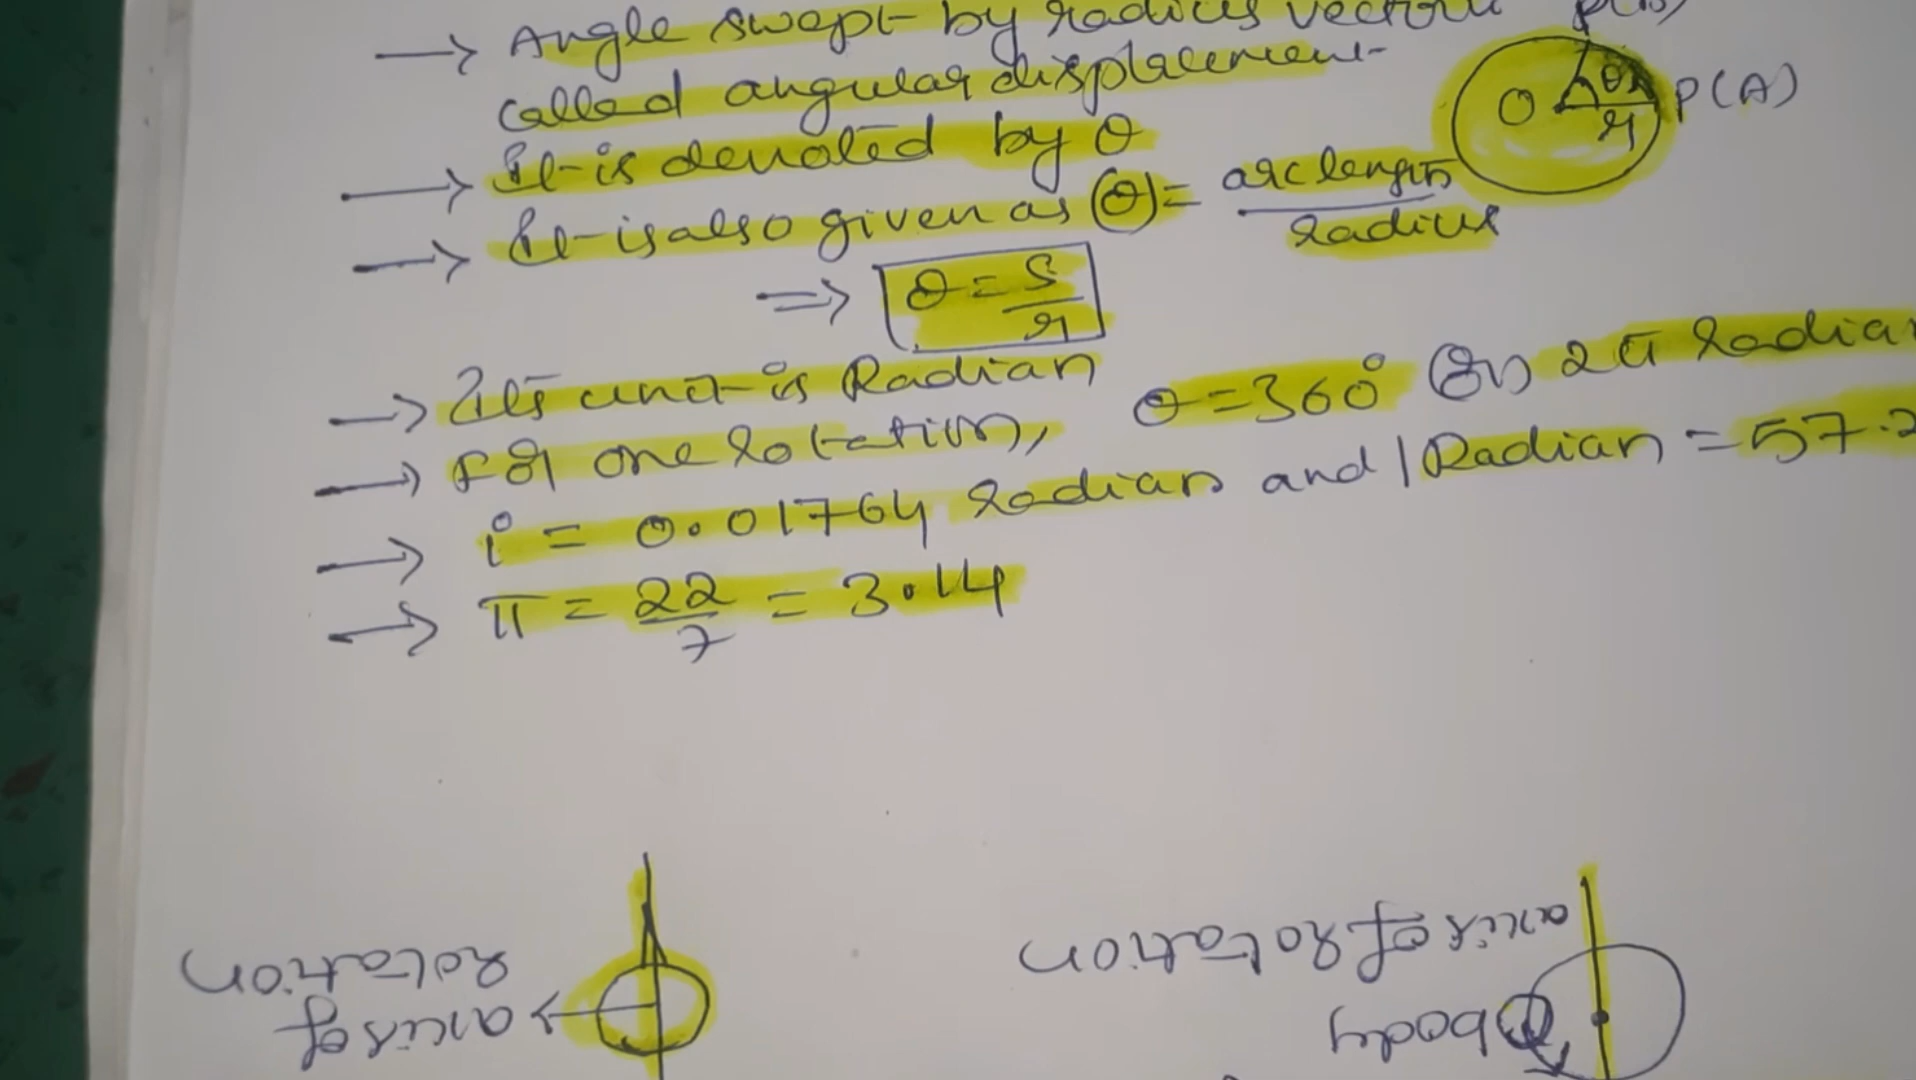 → Angle swept by radius vector P(B)
called angular displacement
O θ r P(A)
→ It is denoted by θ
→ It is also given as (θ) = arc length / radius
⇒ θ = S/r
→ Its unit is Radian
→ For one rotation, θ = 360° (or) 2π Radian
→ 1° = 0.01764 radians and 1 Radian = 57.2
→ π = 22/7 = 3.14
axis of rotation
body
→ axis of
rotation